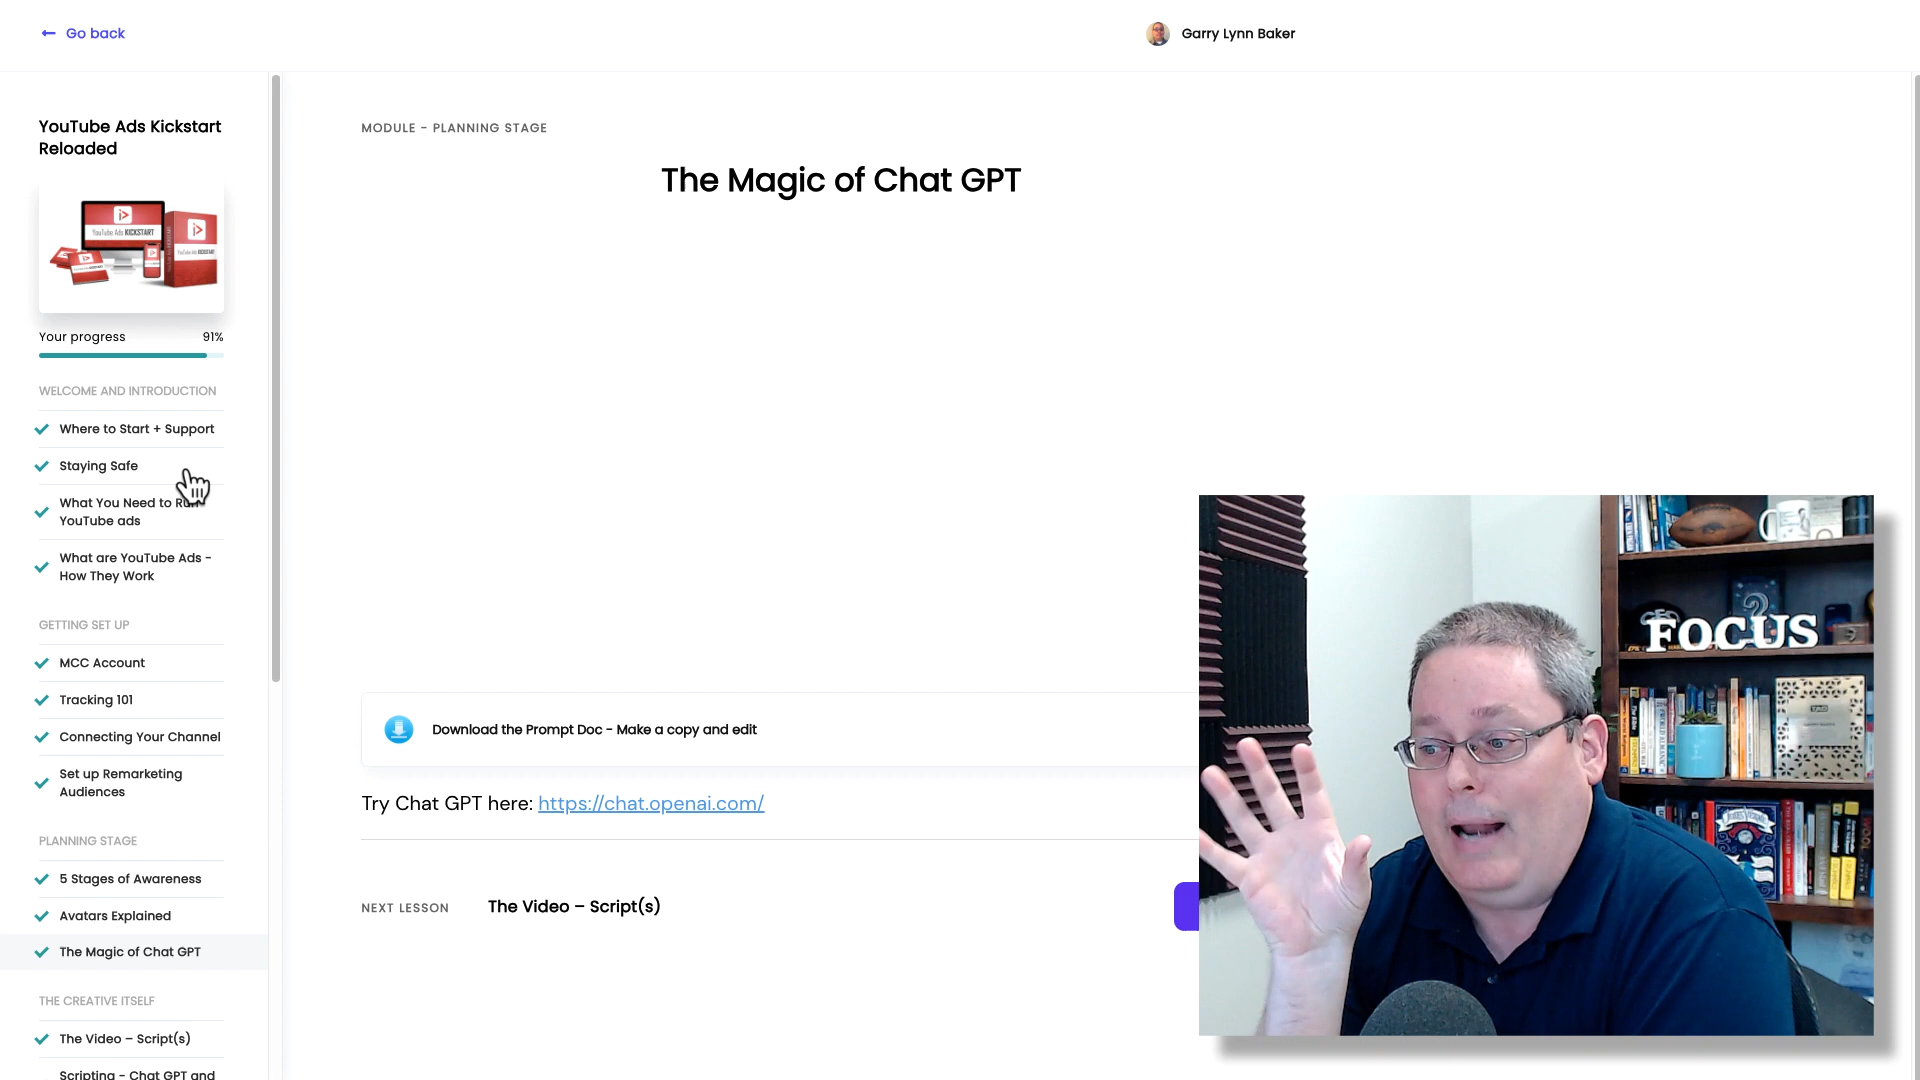 Go back
Garry Lynn Baker
YouTube Ads Kickstart
Reloaded
YouTube Ads KICKSTART
Your progress 91%
WELCOME AND INTRODUCTION
Where to Start + Support
Staying Safe
What You Need to Run
YouTube ads
What are YouTube Ads -
How They Work
GETTING SET UP
MCC Account
Tracking 101
Connecting Your Channel
Set up Remarketing
Audiences
PLANNING STAGE
5 Stages of Awareness
Avatars Explained
The Magic of Chat GPT
THE CREATIVE ITSELF
The Video – Script(s)
Scripting - Chat GPT and
MODULE - PLANNING STAGE
The Magic of Chat GPT
Download the Prompt Doc - Make a copy and edit
Try Chat GPT here: https://chat.openai.com/
NEXT LESSON The Video – Script(s)
FOCUS